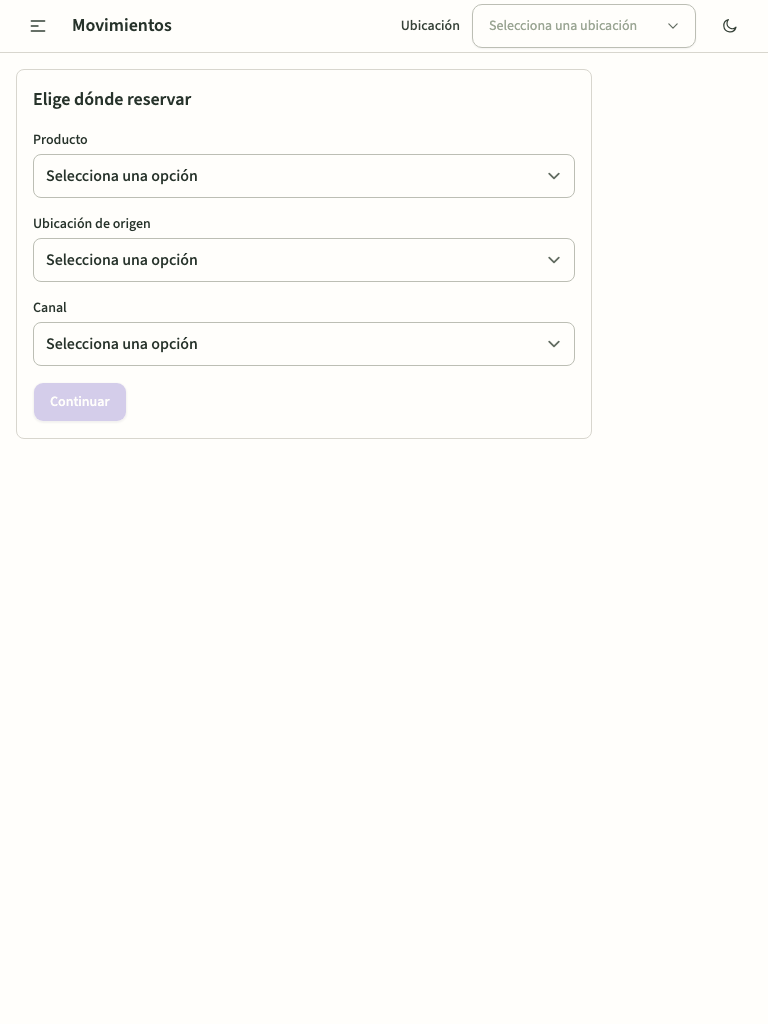 Movimientos
Ubicación
Selecciona una ubicación
Elige dónde reservar
Producto
Selecciona una opción
Ubicación de origen
Selecciona una opción
Canal
Selecciona una opción
Continuar